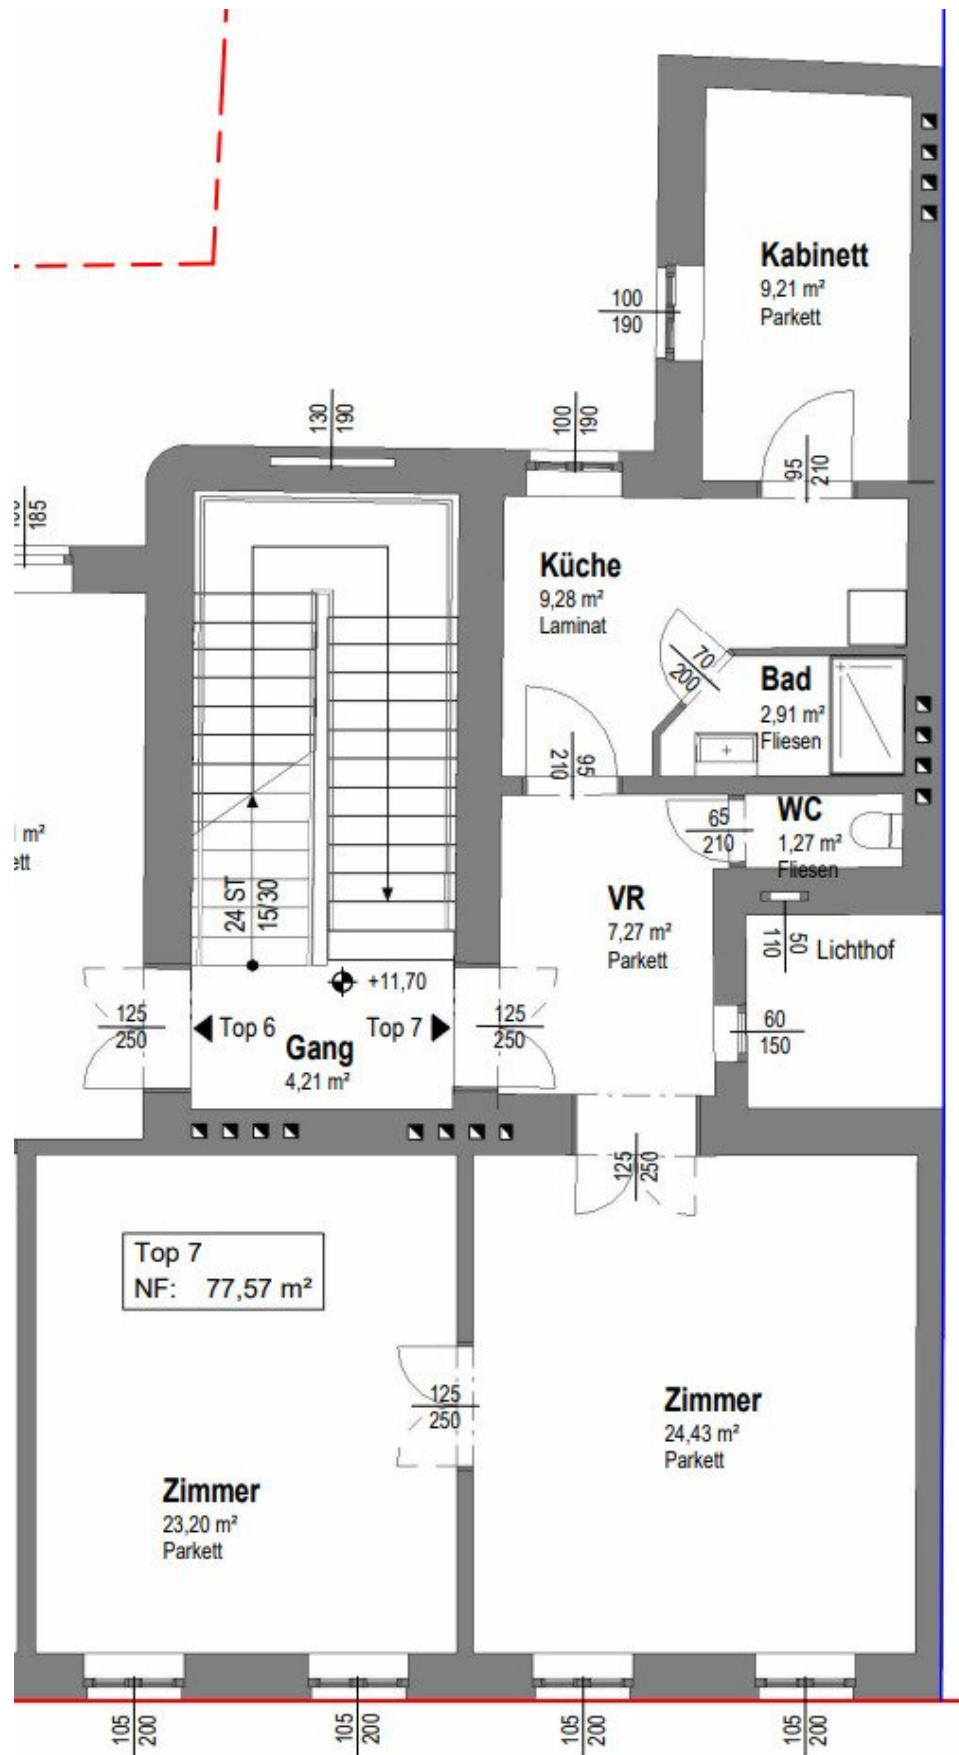 Kabinett
9,21 m²
Parkett
100
190
130
190
100
190
95
210
185
Küche
9,28 m²
Laminat
70
200
Bad
2,91 m²
Fliesen
95
210
65
210
WC
1,27 m²
Fliesen
m²
ett
24 ST
15/30
VR
7,27 m²
Parkett
50
110
Lichthof
+11,70
125
250
Top 6
Top 7
125
250
60
150
Gang
4,21 m²
125
250
Top 7
NF: 77,57 m²
125
250
Zimmer
24,43 m²
Parkett
Zimmer
23,20 m²
Parkett
105
200
105
200
105
200
105
200